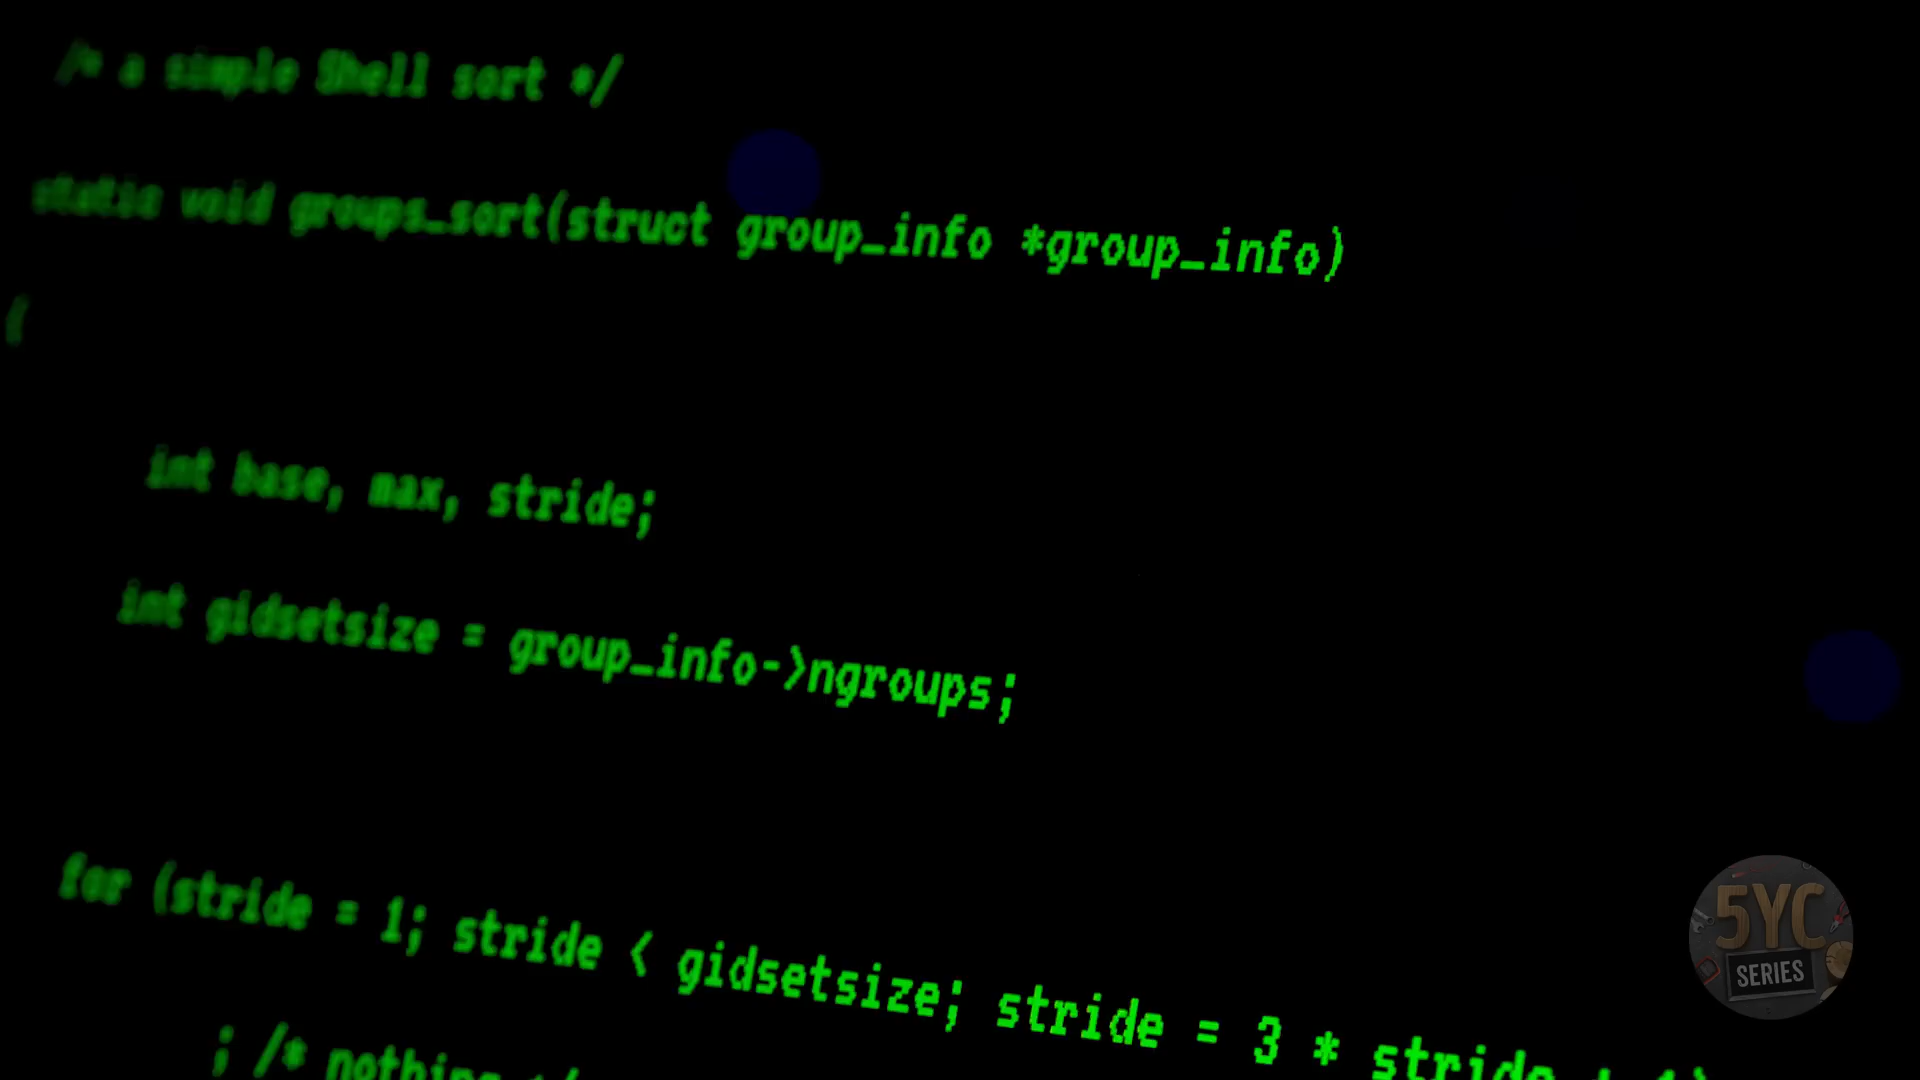 /* a simple Shell sort */
static void groups_sort(struct group_info *group_info)
{
int base, max, stride;
int gidsetsize = group_info->ngroups;
for (stride = 1; stride < gidsetsize; stride = 3 * stride + 1)
; /* nothing */
5YC
SERIES